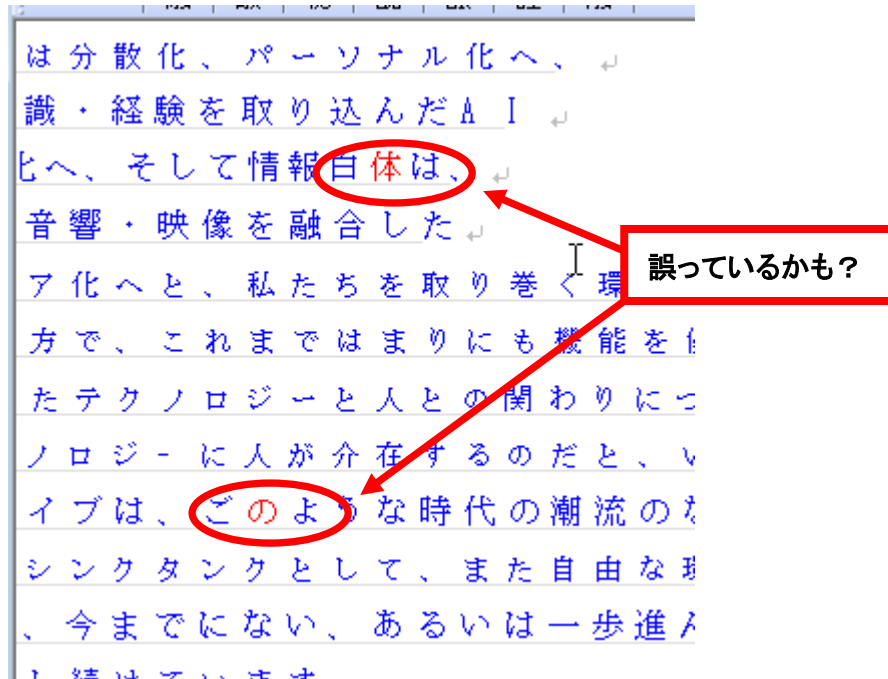 は分散化、パーソナル化へ、
識・経験を取り込んだAI
へ、そして情報白体は、
音響・映像を融合した
ア化へと、私たちを取り巻く環
方で、これまではまりにも機能を
たテクノロジーと人との関わりにつ
ノロジ-に人が介在するのだと、い
イブは、ごのような時代の潮流のな
シンクタンクとして、また自由な環
、今までにない、あるいは一歩進ん
誤っているかも?